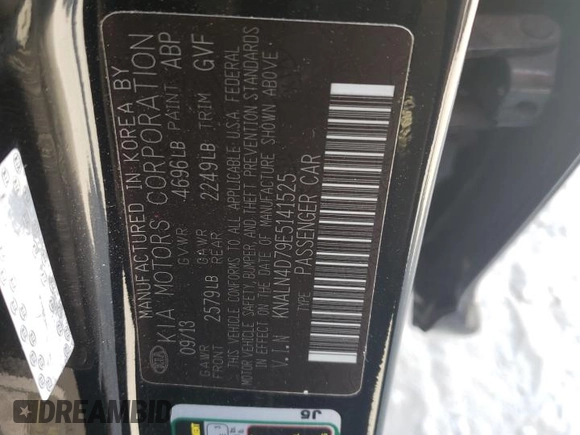 MANUFACTURED IN KOREA BY
KIA MOTORS CORPORATION
09/13 GVWR 4698LB PAINT ABP
GAWR FRONT 2579LB GAWR REAR 2249LB TRIM GVF
THIS VEHICLE CONFORMS TO ALL APPLICABLE U.S.A FEDERAL
MOTOR VEHICLE SAFETY, BUMPER, AND THEFT PREVENTION STANDARDS
IN EFFECT ON THE DATE OF MANUFACTURE SHOWN ABOVE.
V.I.N KNALN4D79E5141525
TYPE PASSENGER CAR
KIA
J5
DREAMBID